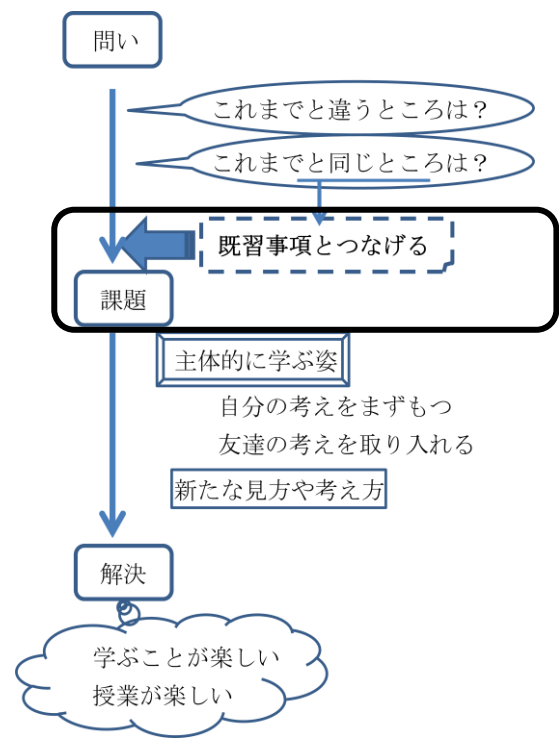 問い
これまでと違うところは？
これまでと同じところは？
既習事項とつなげる
課題
主体的に学ぶ姿
自分の考えをまずもつ
友達の考えを取り入れる
新たな見方や考え方
解決
学ぶことが楽しい
授業が楽しい